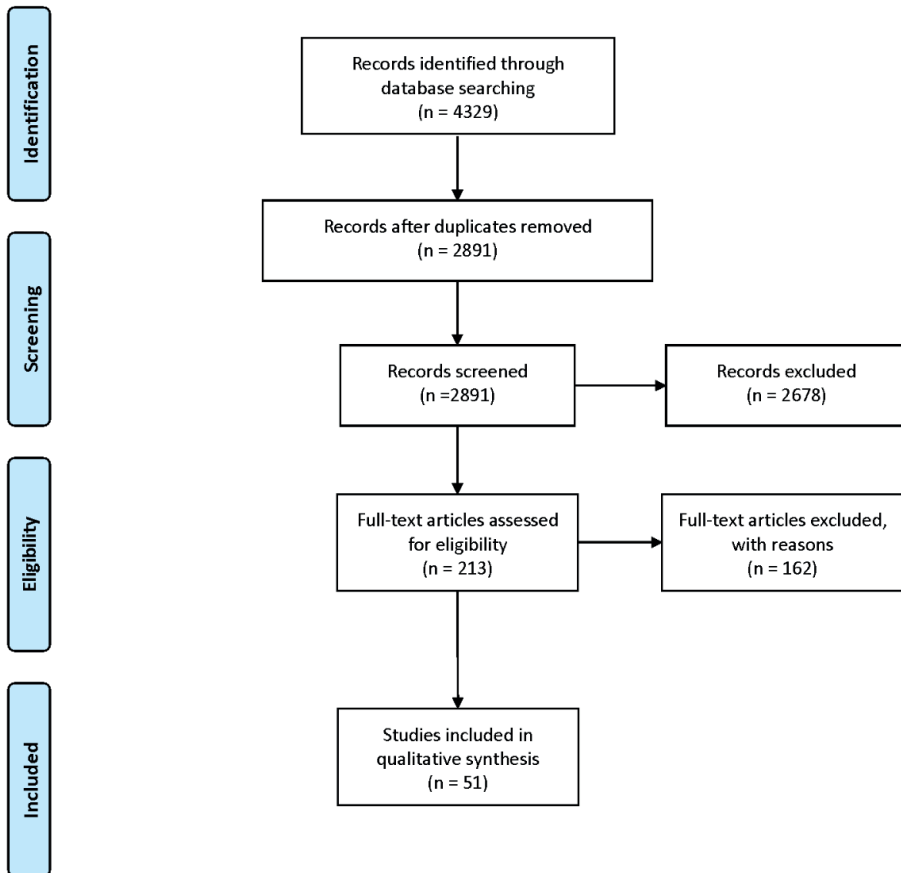 Identification
Records identified through
database searching
(n = 4329)
Records after duplicates removed
(n = 2891)
Screening
Records screened
(n =2891)
Records excluded
(n = 2678)
Eligibility
Full-text articles assessed
for eligibility
(n = 213)
Full-text articles excluded,
with reasons
(n = 162)
Included
Studies included in
qualitative synthesis
(n = 51)